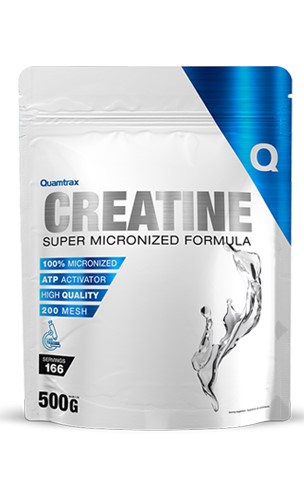 Q
Quamtrax
CREATINE
SUPER MICRONIZED FORMULA
100% MICRONIZED
ATP ACTIVATOR
HIGH QUALITY
200 MESH
SERVINGS
166
500G